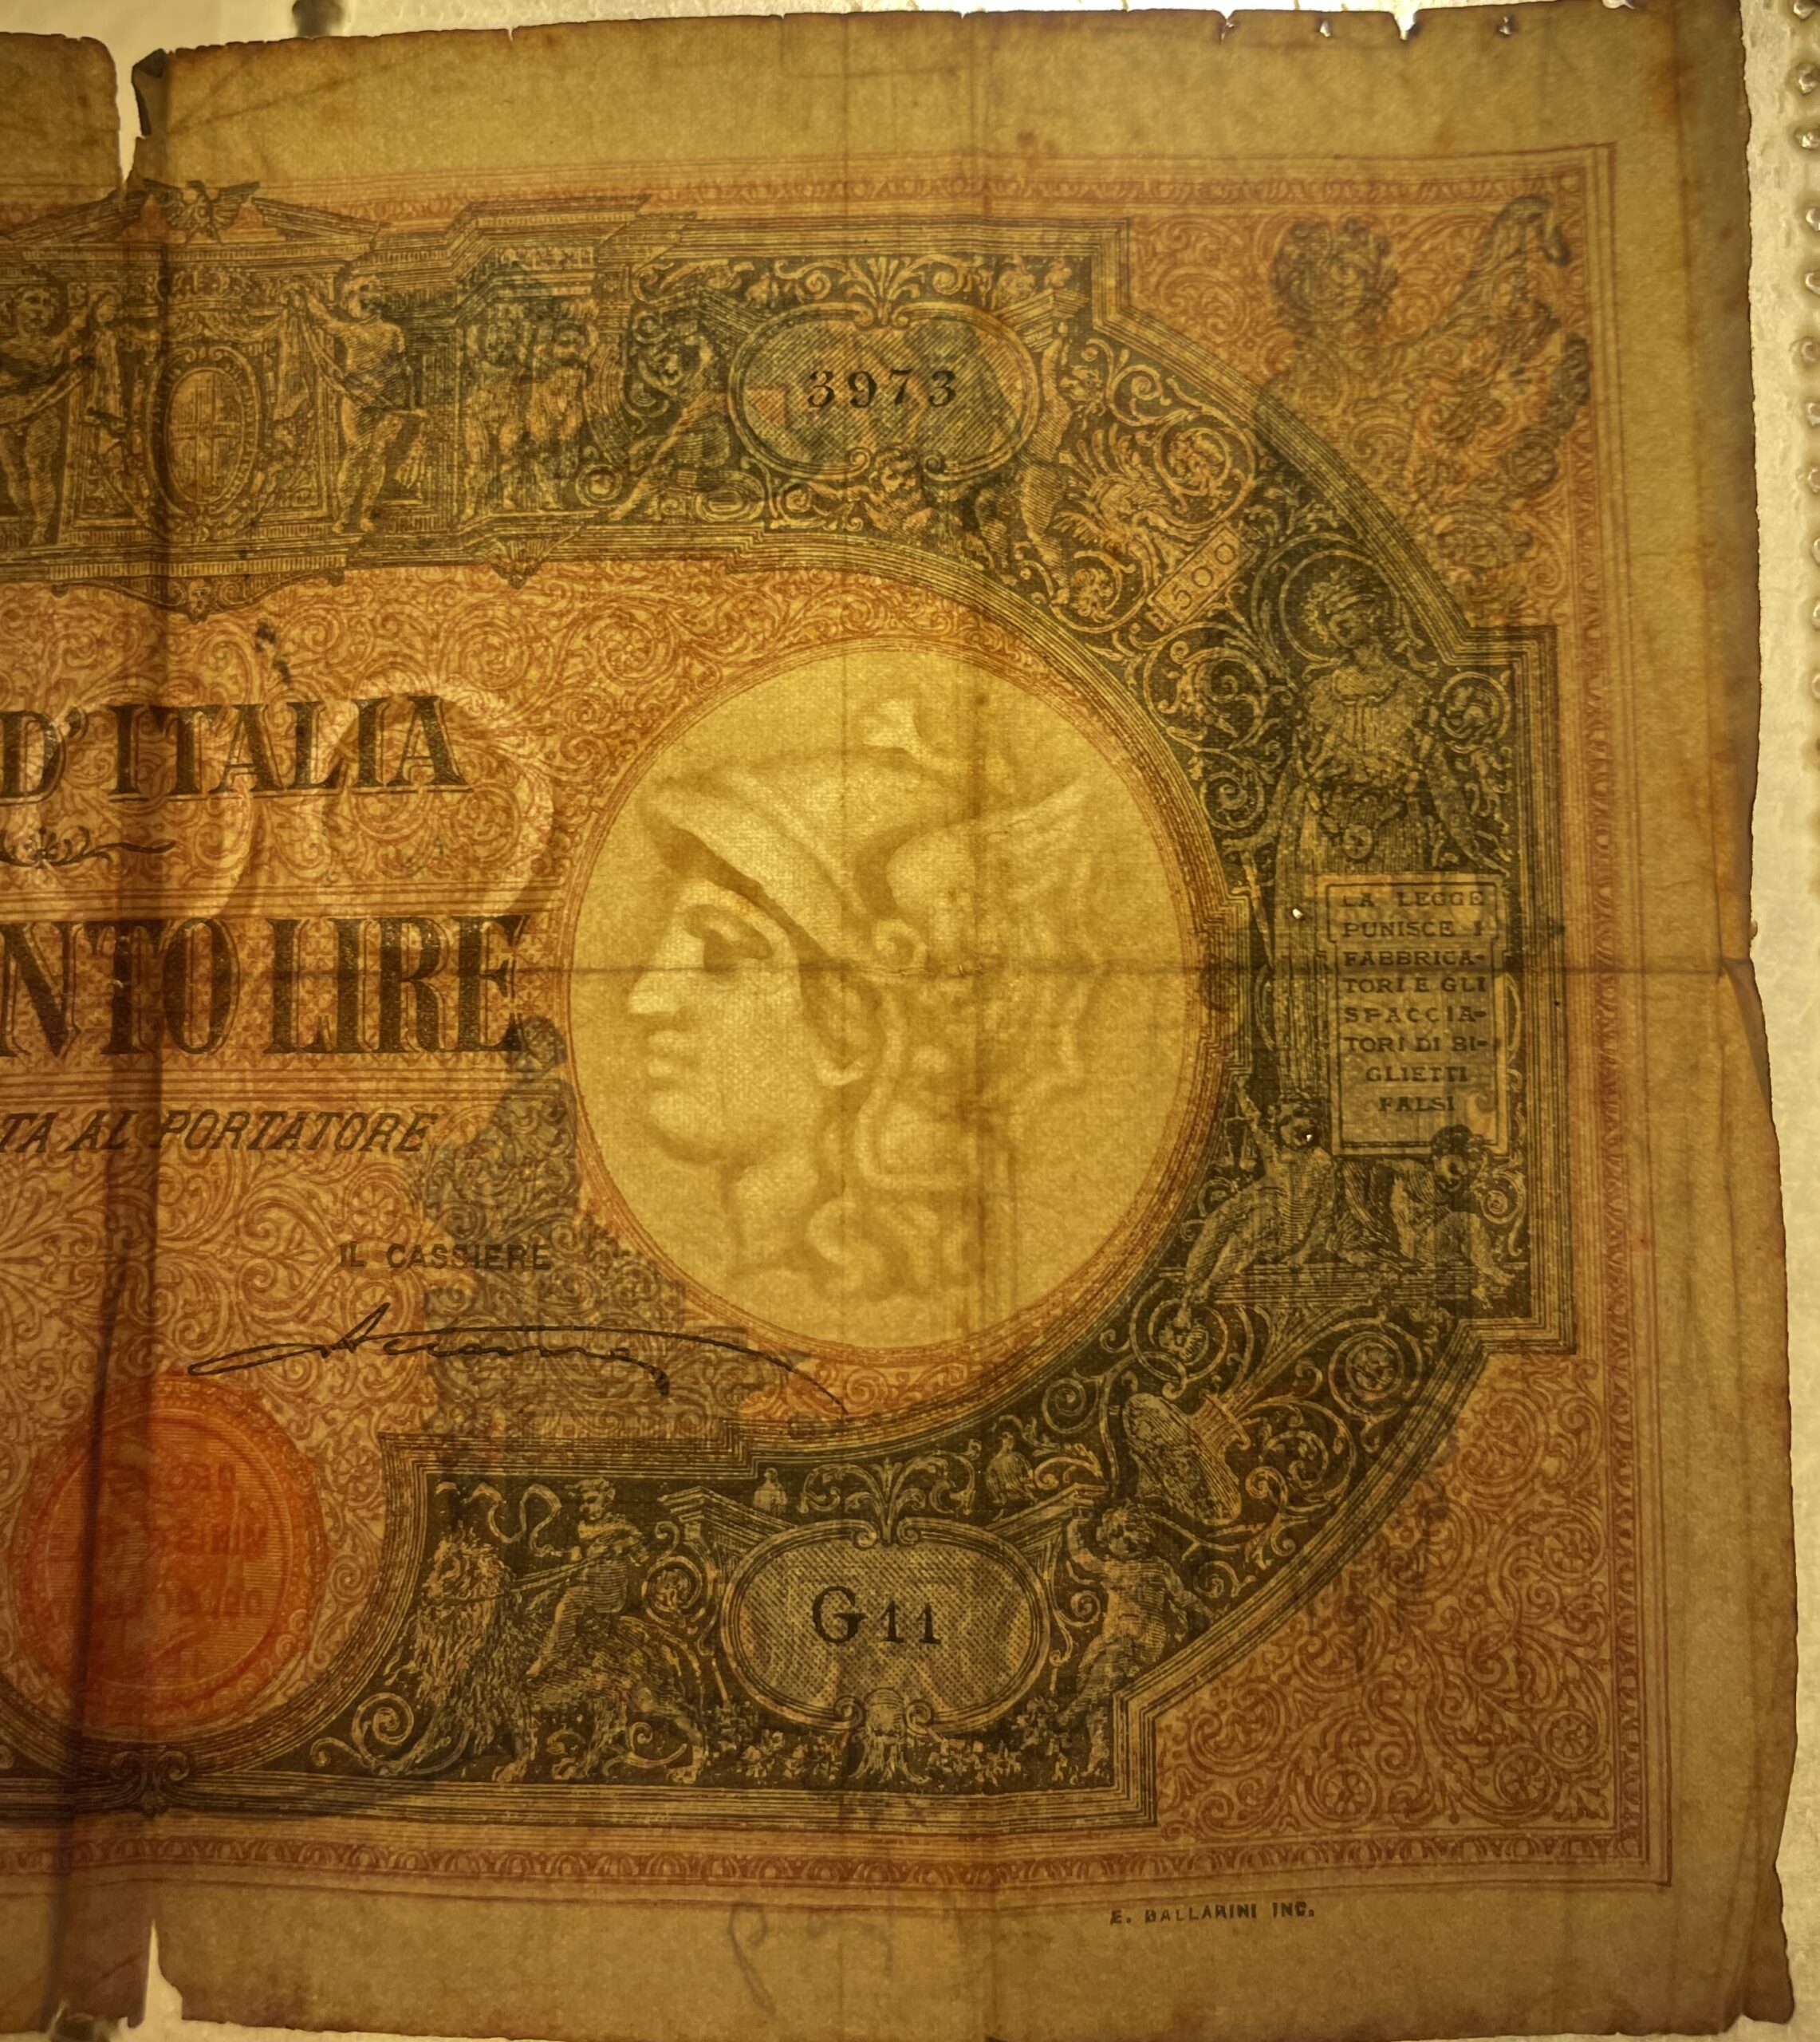 3973
500
D'ITALIA
NTO LIRE
TA AL PORTATORE
LA LEGGE
PUNISCE I
FABBRICA-
TORI E GLI
SPACCIA-
TORI DI BI-
GLIETTI
FALSI
IL CASSIERE
G11
E. BALLARINI INC.